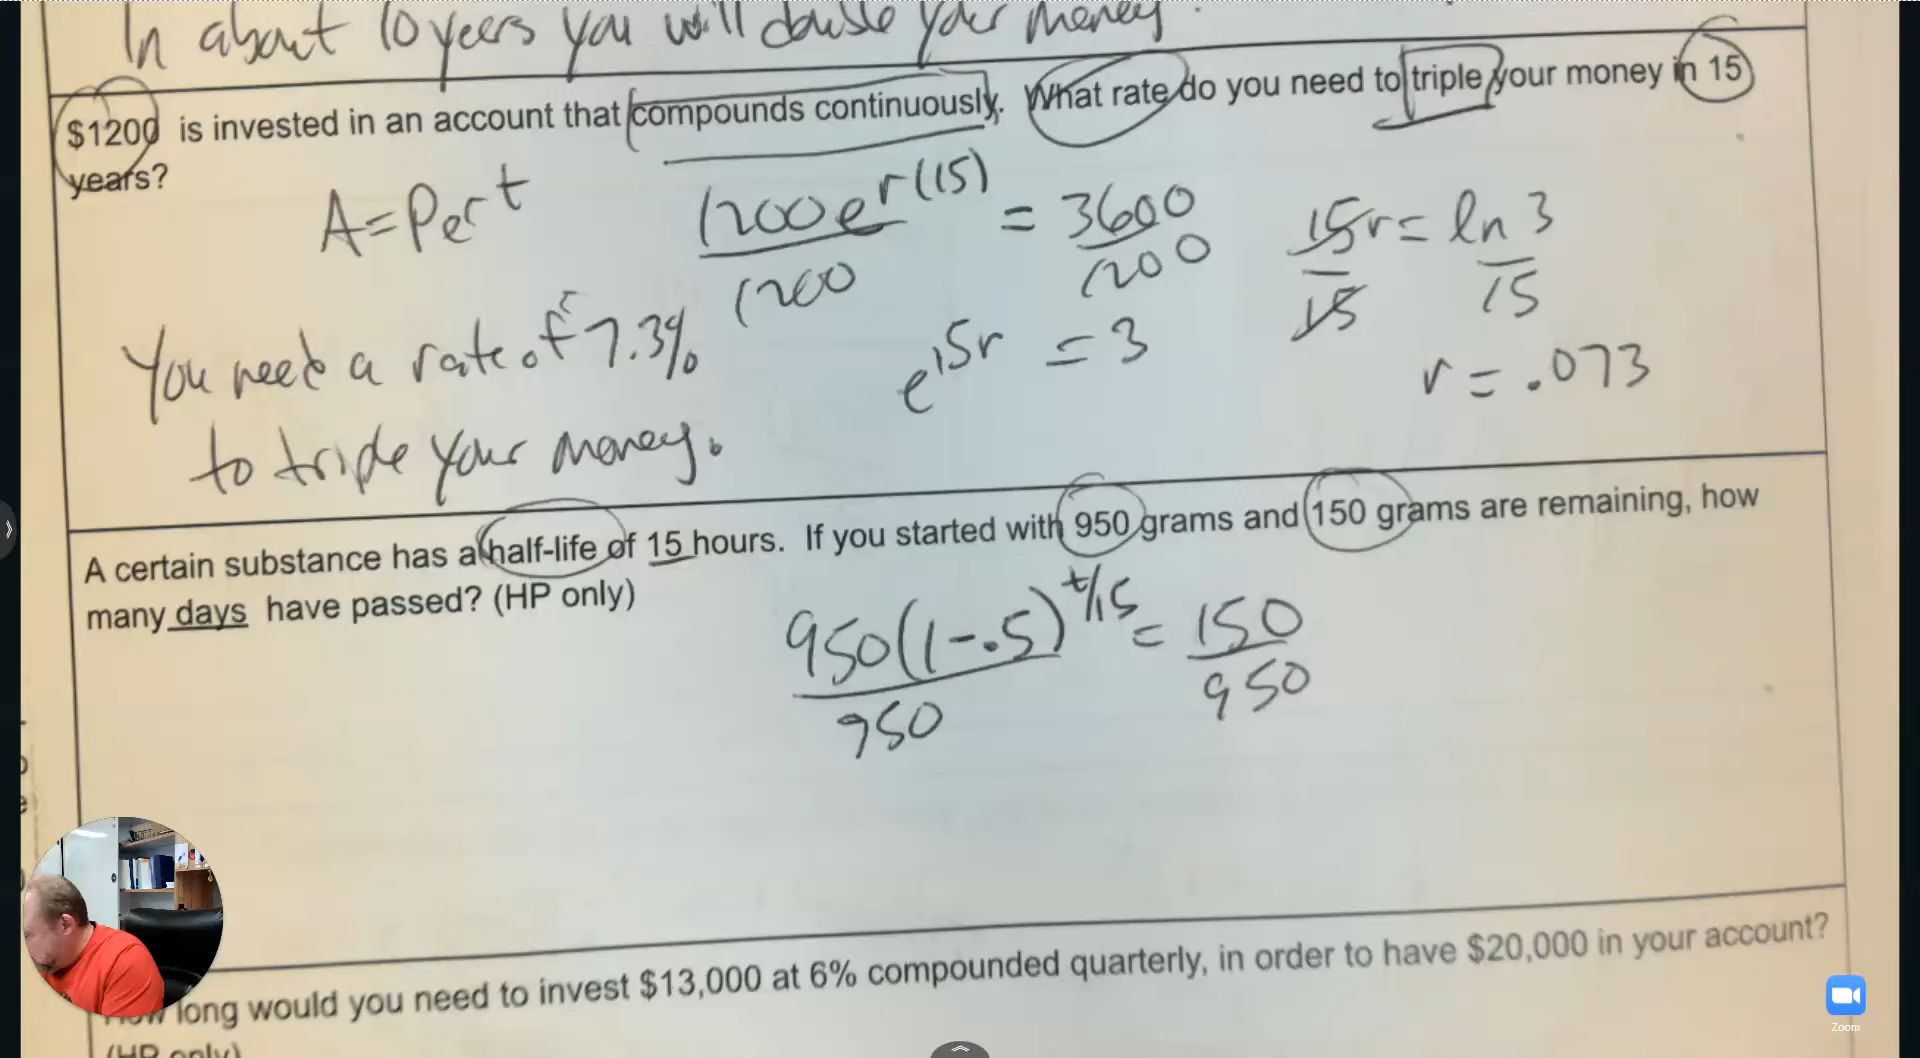 In about 10 years you will double your money.
$1200 is invested in an account that compounds continuously. What rate do you need to triple your money in 15
years?
A=Pe^rt
1200e^r(15) = 3600
1200 1200
e^15r = 3
15r = ln 3
15 15
r = .073
You need a rate of 7.3%
to triple your money.
A certain substance has a half-life of 15 hours. If you started with 950 grams and 150 grams are remaining, how
many days have passed? (HP only)
950(1-.5)^t/15 = 150
950 950
long would you need to invest $13,000 at 6% compounded quarterly, in order to have $20,000 in your account?
(HP only)
Zoom